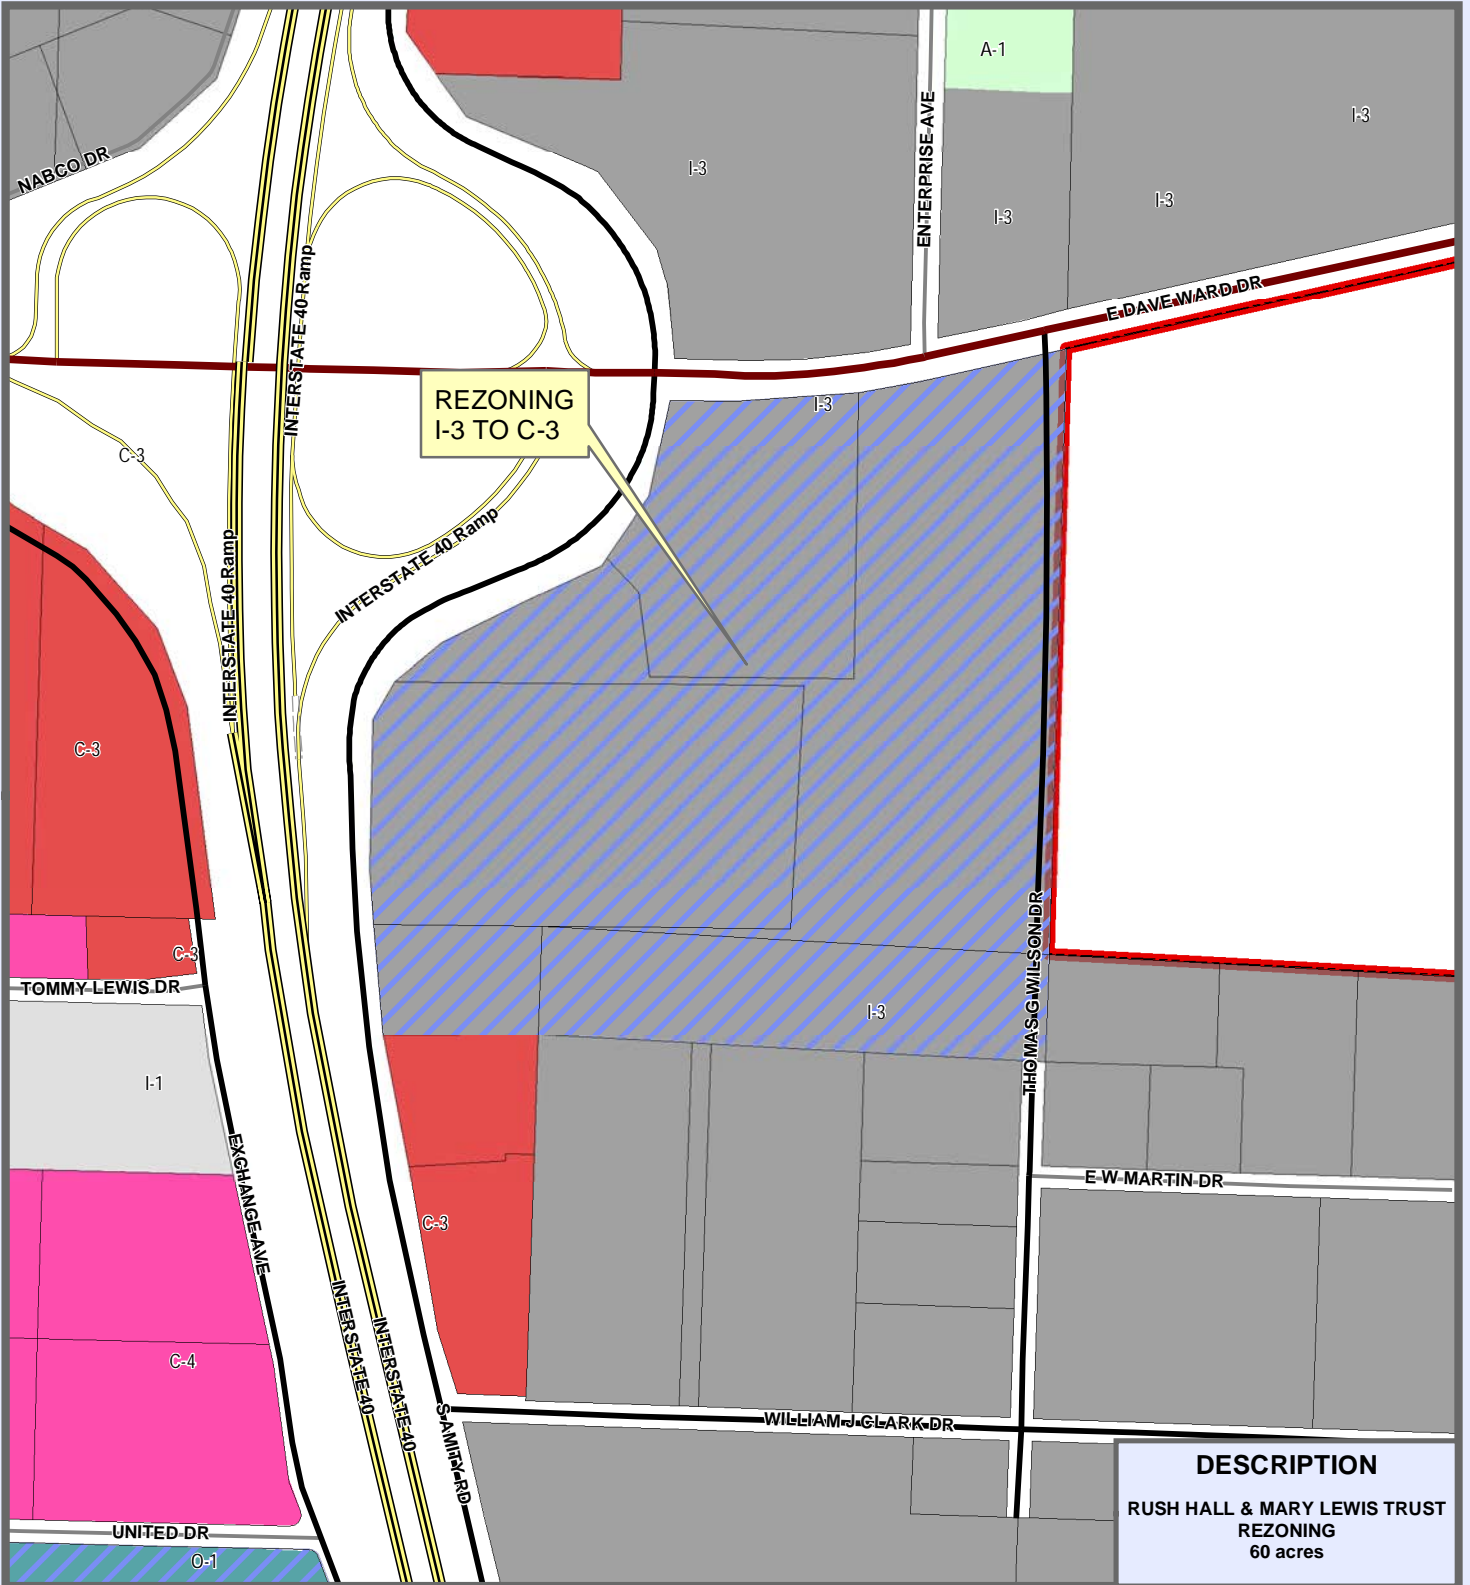 A-1
I-3
NABCO DR
ENTERPRISE AVE
I-3
I-3
I-3
E DAVE WARD DR
INTERSTATE 40 Ramp
REZONING
I-3 TO C-3
I-3
C-3
INTERSTATE 40 Ramp
INTERSTATE 40 Ramp
C-3
C-3
TOMMY LEWIS DR
THOMAS G WILSON DR
I-3
I-1
EXCHANGE AVE
E W MARTIN DR
C-3
C-4
INTERSTATE 40
INTERSTATE 40
S AMITY RD
WILLIAM J CLARK DR
UNITED DR
O-1
DESCRIPTION
RUSH HALL & MARY LEWIS TRUST
REZONING
60 acres